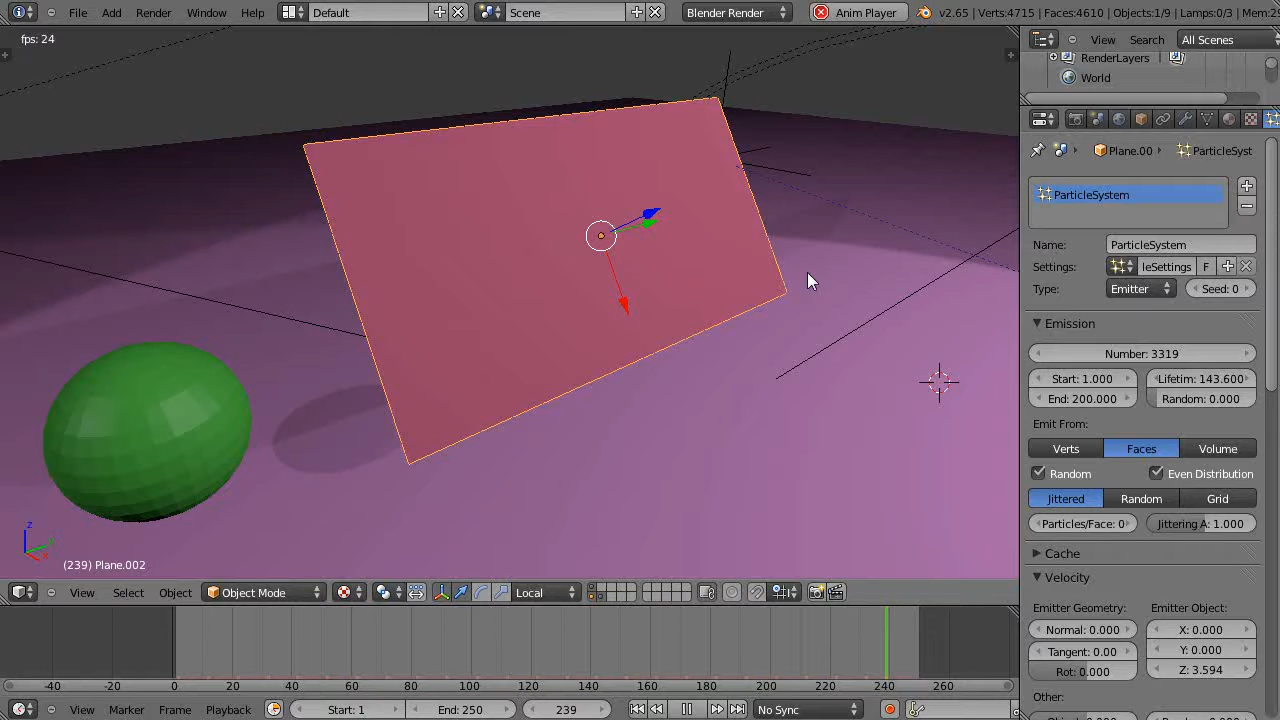 File Add Render Window Help Default Scene Blender Render Anim Player v2.65 | Verts:4715 | Faces:4610 | Objects:1/9 | Lamps:0/3 | Mem:
fps: 24
View Search All Scenes
RenderLayers |
World
Plane.00 ParticleSyst
ParticleSystem
Name: ParticleSystem
Settings: leSettings F
Type: Emitter Seed: 0
Emission
Number: 3319
Start: 1.000 Lifetim: 143.600
End: 200.000 Random: 0.000
Emit From:
Verts Faces Volume
Random Even Distribution
Jittered Random Grid
Particles/Face: 0 Jittering A: 1.000
Cache
Velocity
Emitter Geometry: Emitter Object:
Normal: 0.000 X: 0.000
Tangent: 0.00 Y: 0.000
Rot: 0.000 Z: 3.594
Other:
z
y
x
(239) Plane.002
View Select Object Object Mode Local
-40 -20 0 20 40 60 80 100 120 140 160 180 200 220 240 260
View Marker Frame Playback Start: 1 End: 250 239 No Sync